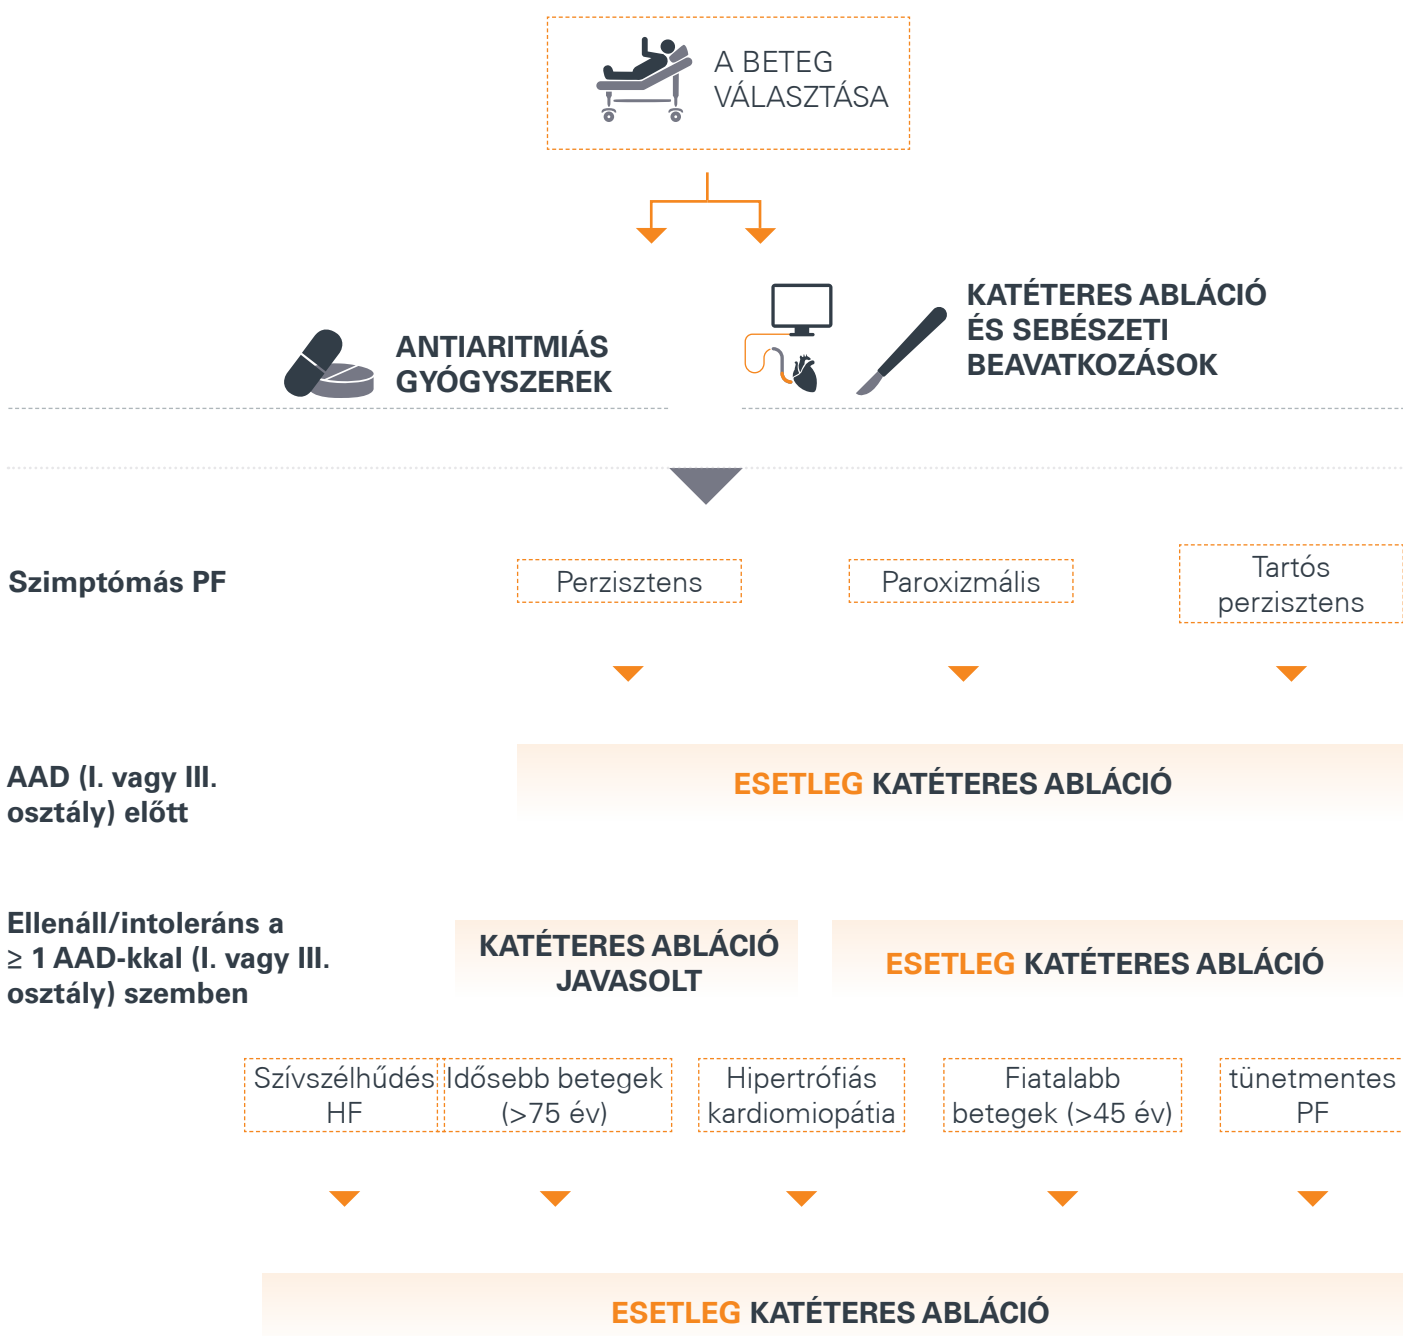 A BETEG
VÁLASZTÁSA
ANTIARITMIÁS
GYÓGYSZEREK
KATÉTERES ABLÁCIÓ
ÉS SEBÉSZETI
BEAVATKOZÁSOK
Szimptómás PF
Perzisztens
Paroxizmális
Tartós
perzisztens
AAD (I. vagy III.
osztály) előtt
ESETLEG KATÉTERES ABLÁCIÓ
Ellenáll/intoleráns a
≥ 1 AAD-kkal (I. vagy III.
osztály) szemben
KATÉTERES ABLÁCIÓ
JAVASOLT
ESETLEG KATÉTERES ABLÁCIÓ
Szívszélhűdés
HF
Idősebb betegek
(>75 év)
Hipertrófiás
kardiomiopátia
Fiatalabb
betegek (>45 év)
tünetmentes
PF
ESETLEG KATÉTERES ABLÁCIÓ